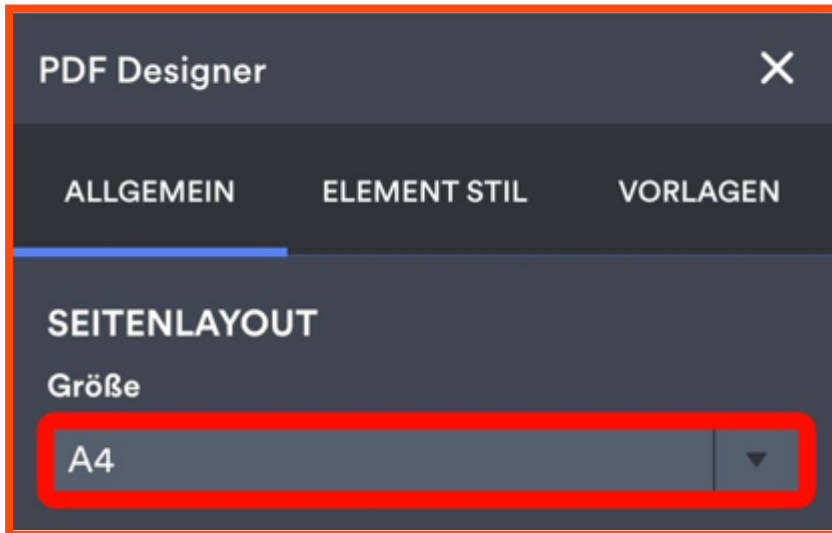 PDF Designer
ALLGEMEIN ELEMENT STIL VORLAGEN
SEITENLAYOUT
Größe
A4